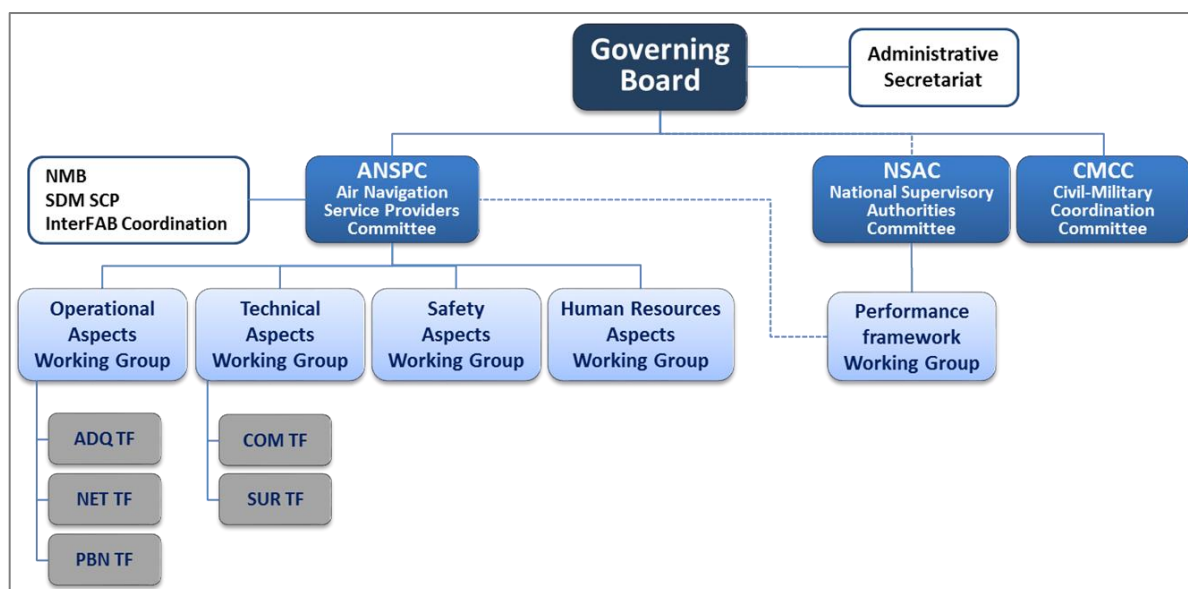 Governing
Board
Administrative
Secretariat
NMB
SDM SCP
InterFAB Coordination
ANSPC
Air Navigation
Service Providers
Committee
NSAC
National Supervisory
Authorities
Committee
CMCC
Civil-Military
Coordination
Committee
Operational
Aspects
Working Group
Technical
Aspects
Working Group
Safety
Aspects
Working Group
Human Resources
Aspects
Working Group
Performance
framework
Working Group
ADQ TF
COM TF
NET TF
SUR TF
PBN TF